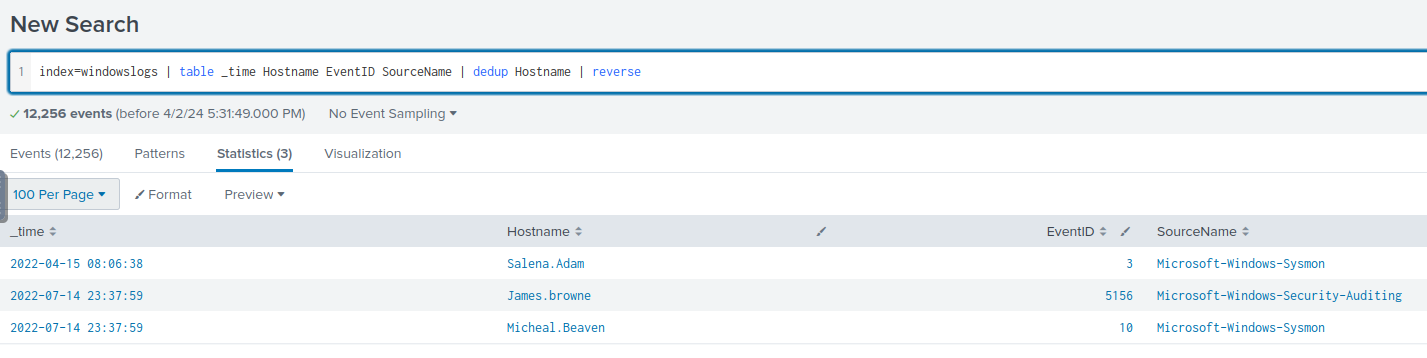 New Search
1 index=windowslogs | table _time Hostname EventID SourceName | dedup Hostname | reverse
12,256 events (before 4/2/24 5:31:49.000 PM) No Event Sampling
Events (12,256) Patterns Statistics (3) Visualization
100 Per Page Format Preview
_time Hostname EventID SourceName
2022-04-15 08:06:38 Salena.Adam 3 Microsoft-Windows-Sysmon
2022-07-14 23:37:59 James.browne 5156 Microsoft-Windows-Security-Auditing
2022-07-14 23:37:59 Micheal.Beaven 10 Microsoft-Windows-Sysmon